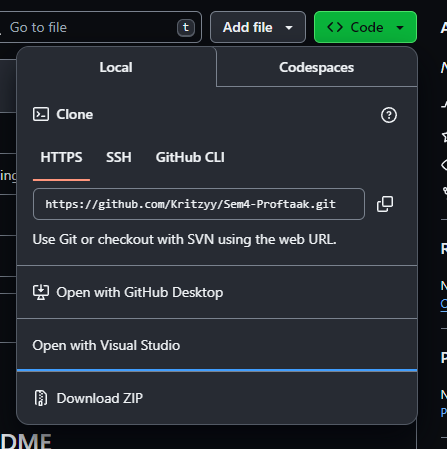 Go to file
t
Add file
Code
Local
Codespaces
Clone
HTTPS
SSH
GitHub CLI
https://github.com/Kritzyy/Sem4-Proftaak.git
Use Git or checkout with SVN using the web URL.
Open with GitHub Desktop
Open with Visual Studio
Download ZIP